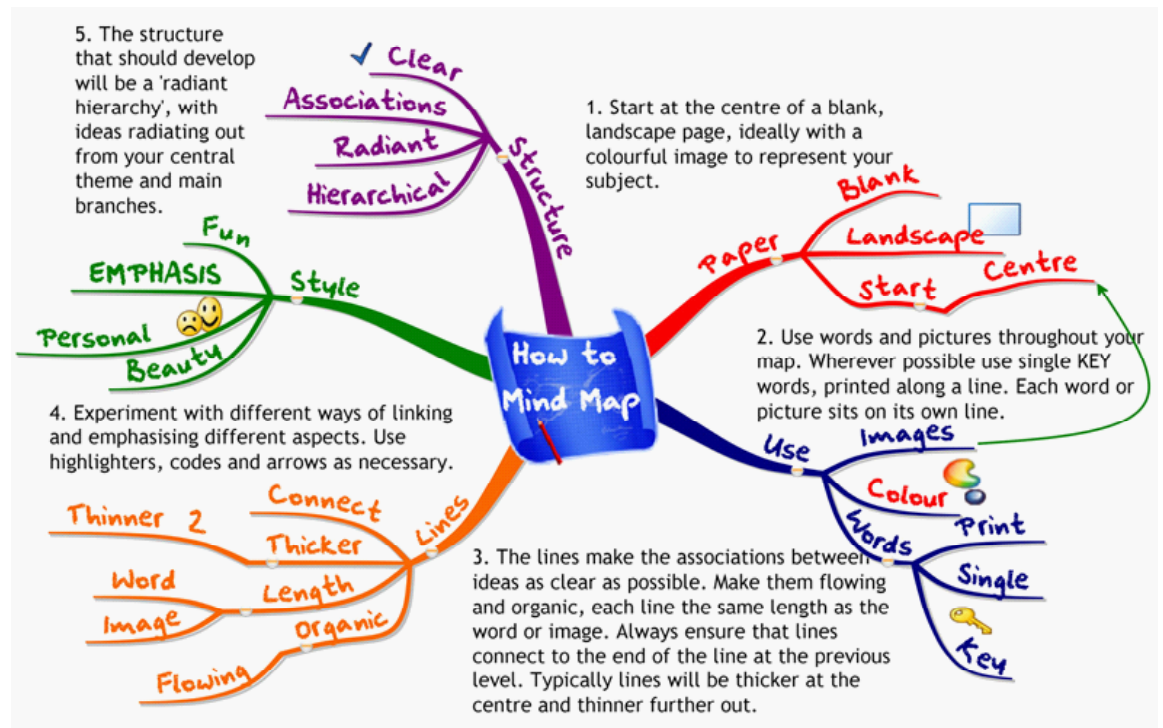 How to
Mind Map
1. Start at the centre of a blank,
landscape page, ideally with a
colourful image to represent your
subject.
Paper
Blank
Landscape
Start
Centre
2. Use words and pictures throughout your
map. Wherever possible use single KEY
words, printed along a line. Each word or
picture sits on its own line.
Use
Images
Colour
Words
Print
Single
Key
3. The lines make the associations between
ideas as clear as possible. Make them flowing
and organic, each line the same length as the
word or image. Always ensure that lines
connect to the end of the line at the previous
level. Typically lines will be thicker at the
centre and thinner further out.
Lines
Connect
Thicker
Thinner 2
Length
Word
Image
Organic
Flowing
4. Experiment with different ways of linking
and emphasising different aspects. Use
highlighters, codes and arrows as necessary.
Style
Fun
EMPHASIS
Personal
Beauty
5. The structure
that should develop
will be a 'radiant
hierarchy', with
ideas radiating out
from your central
theme and main
branches.
Structure
Clear
Associations
Radiant
Hierarchical